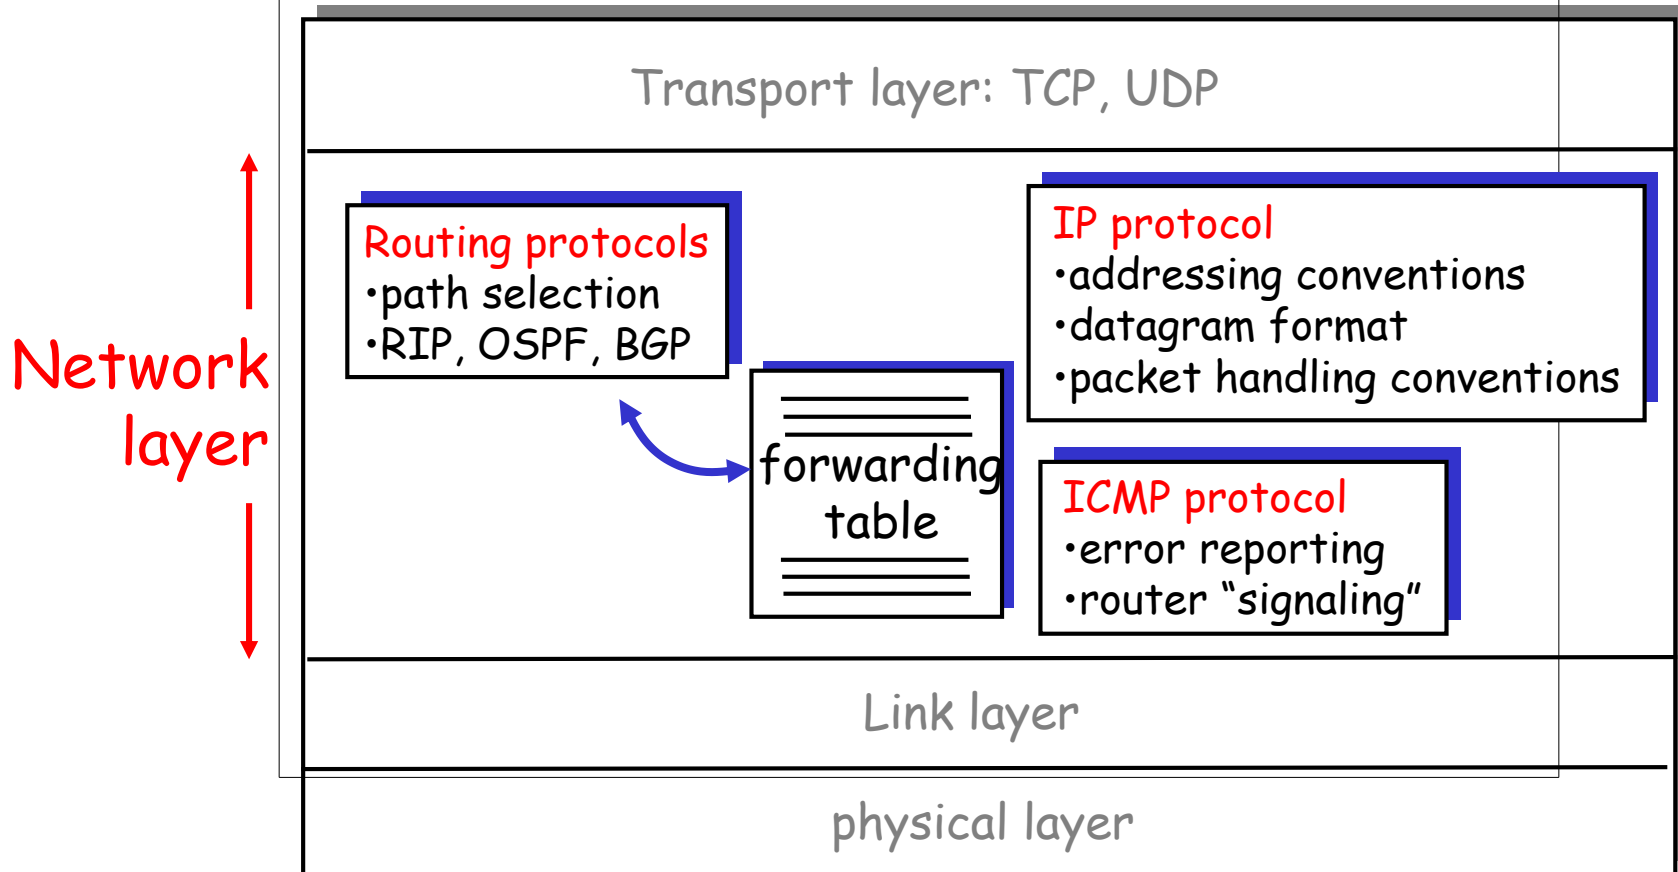 Transport layer: TCP, UDP
Network
layer
Routing protocols
•path selection
•RIP, OSPF, BGP
forwarding
table
IP protocol
•addressing conventions
•datagram format
•packet handling conventions
ICMP protocol
•error reporting
•router “signaling”
Link layer
physical layer